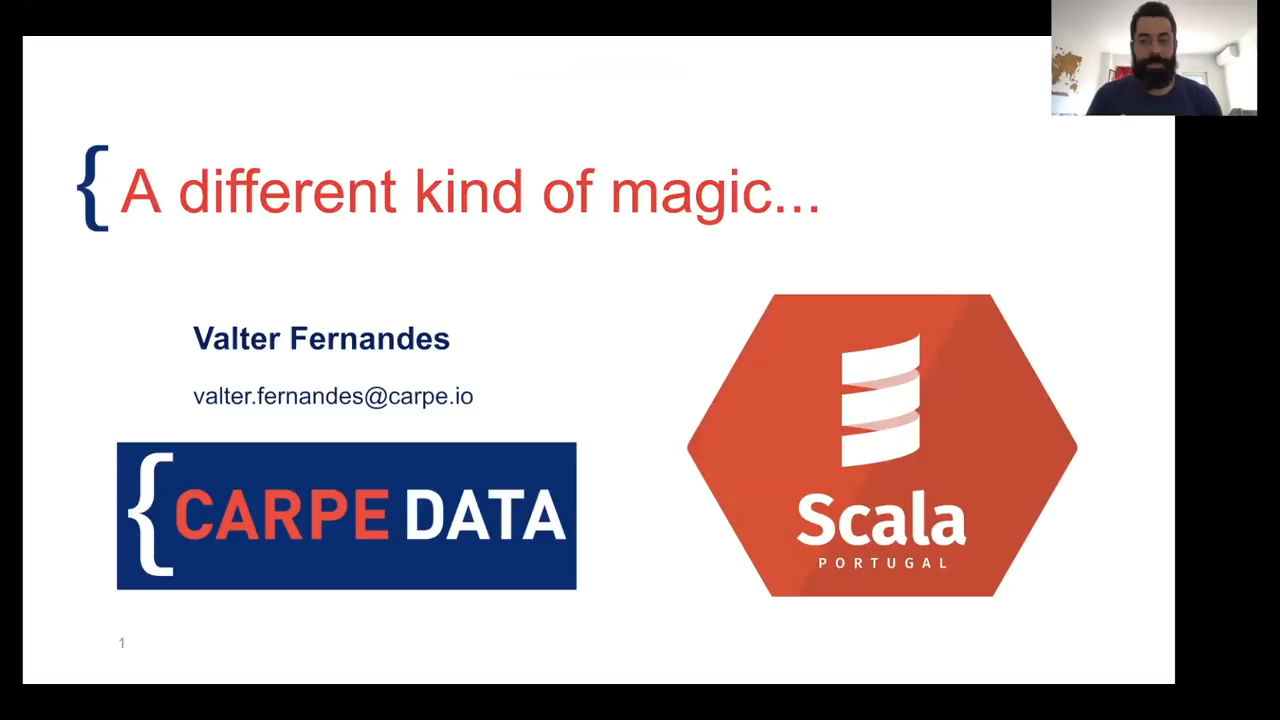 { A different kind of magic...
Valter Fernandes
valter.fernandes@carpe.io
{ CARPE DATA
Scala
PORTUGAL
1